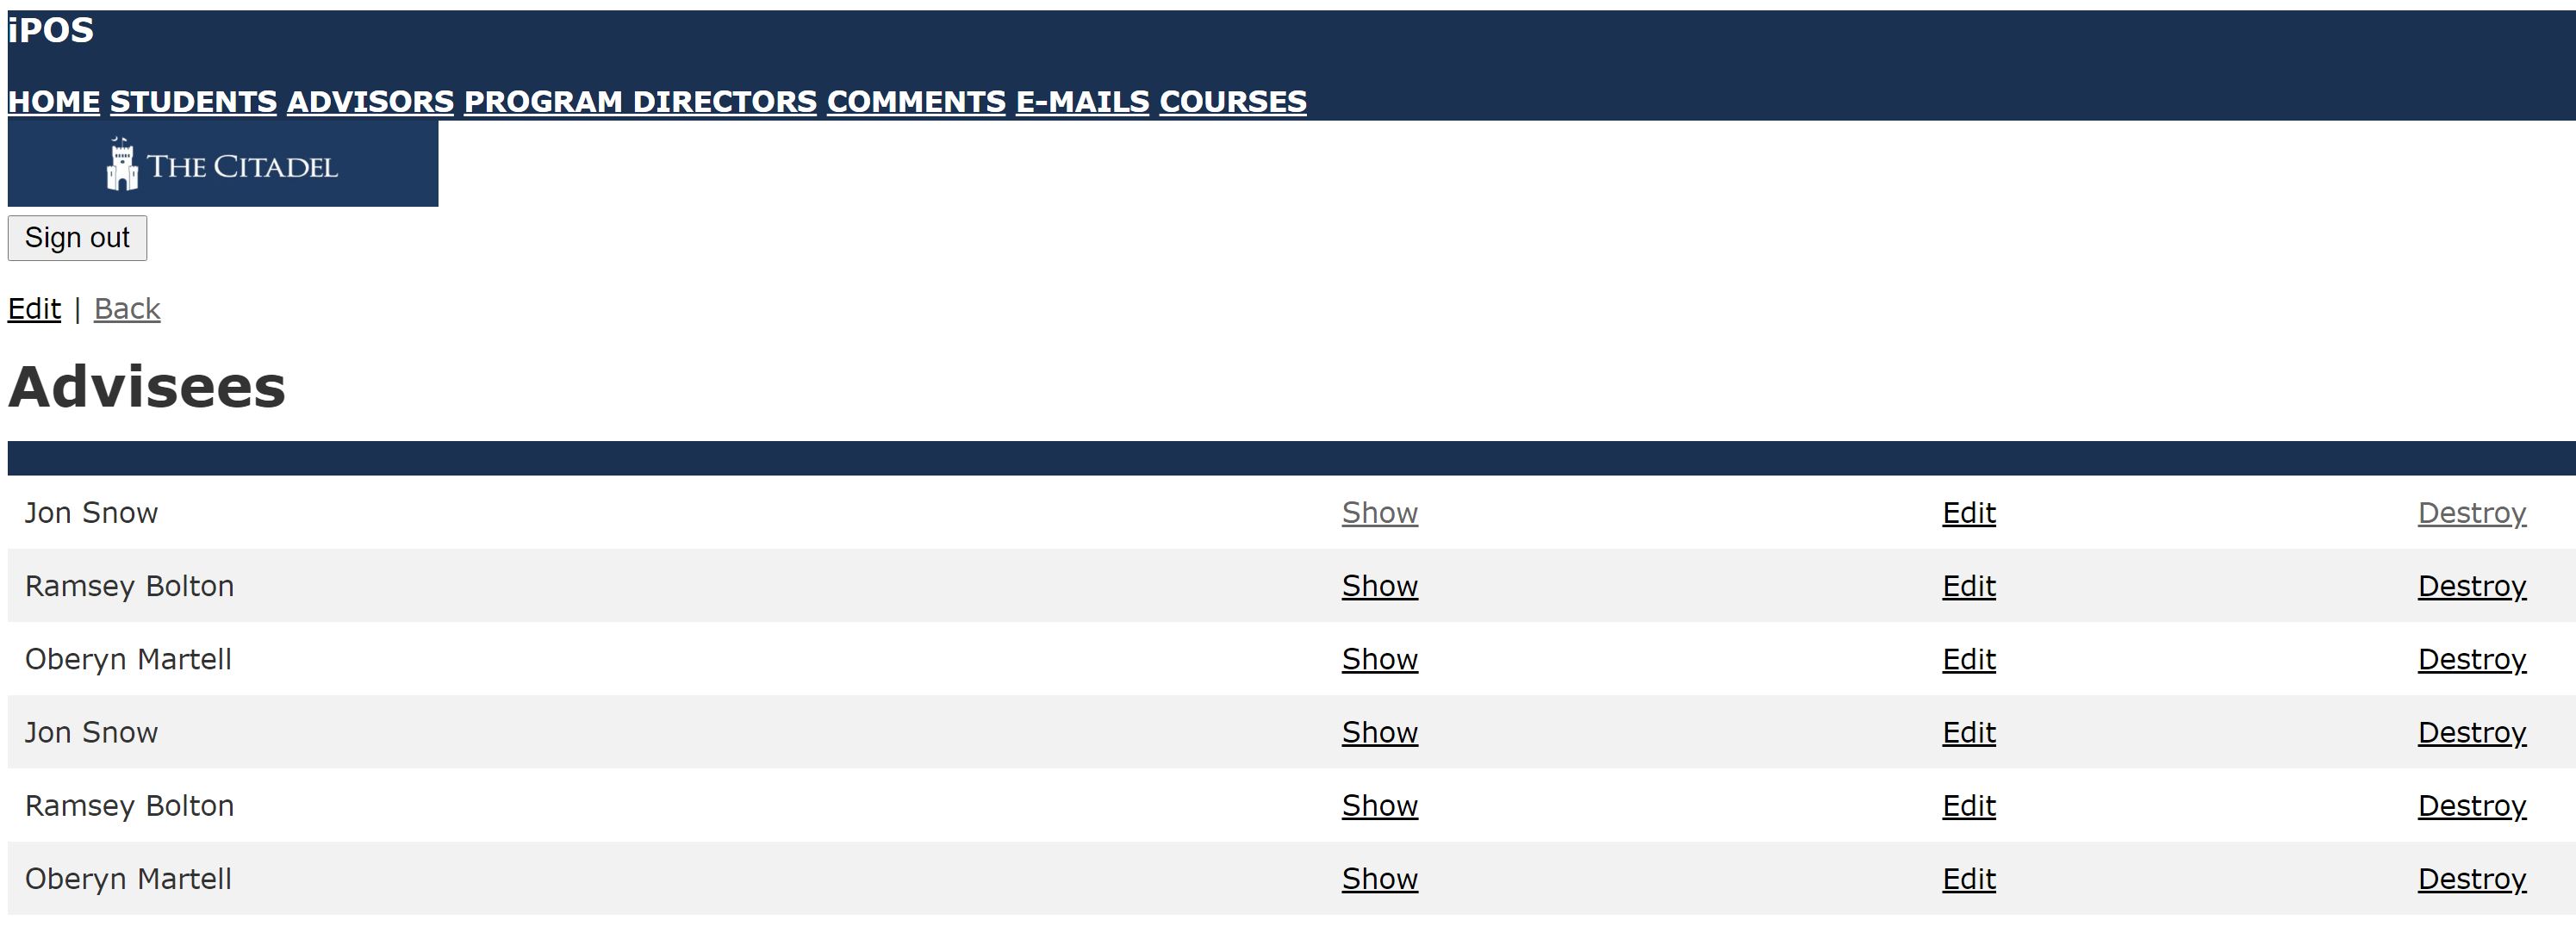 iPOS
HOME STUDENTS ADVISORS PROGRAM DIRECTORS COMMENTS E-MAILS COURSES
THE CITADEL
Sign out
Edit | Back
Advisees
Jon Snow Show Edit Destroy
Ramsey Bolton Show Edit Destroy
Oberyn Martell Show Edit Destroy
Jon Snow Show Edit Destroy
Ramsey Bolton Show Edit Destroy
Oberyn Martell Show Edit Destroy